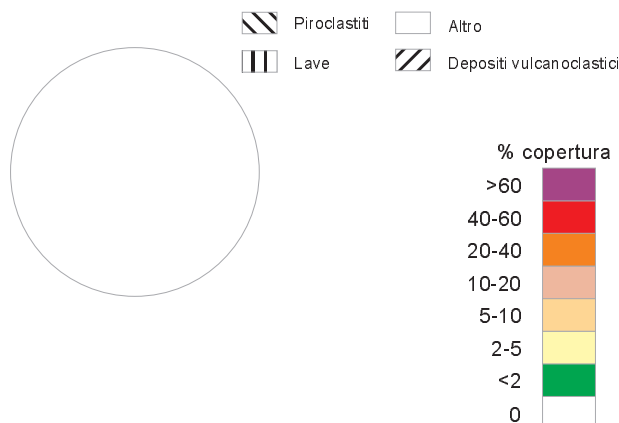 Piroclastiti
Altro
Lave
Depositi vulcanoclastici
% copertura
>60
40-60
20-40
10-20
5-10
2-5
<2
0